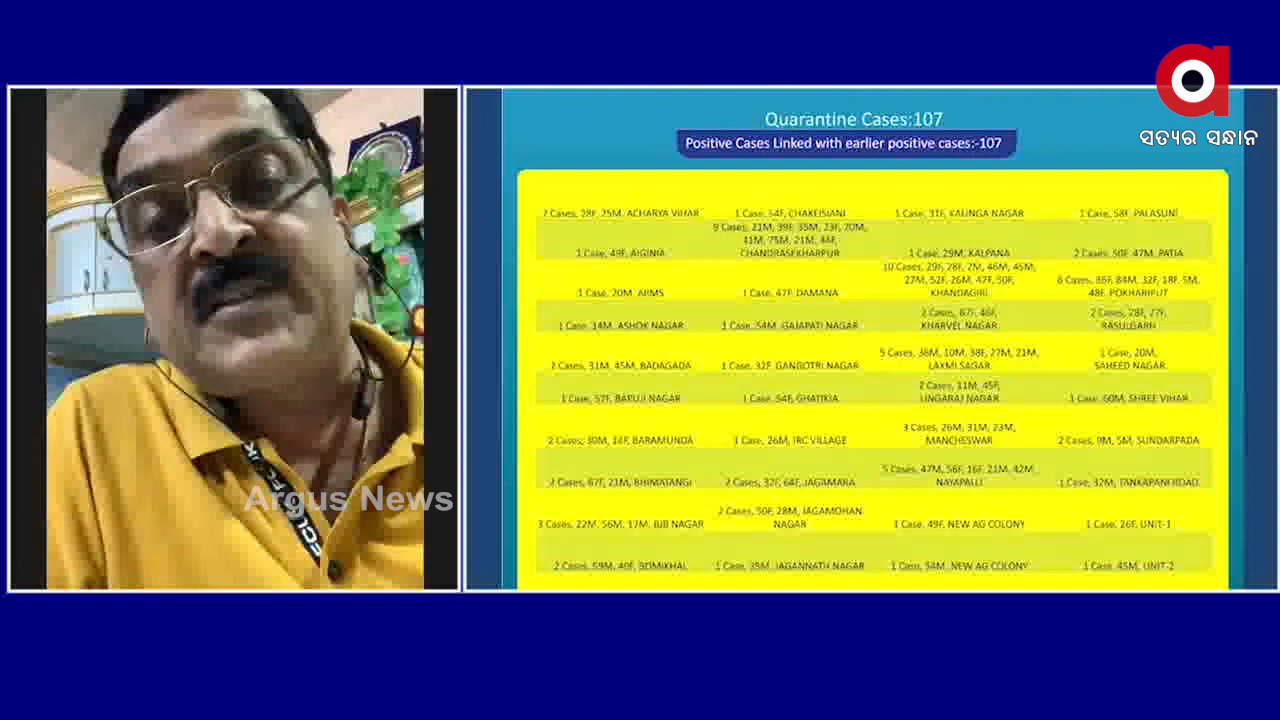 ସତ୍ୟର ସନ୍ଧାନ
Quarantine Cases:107
Positive Cases Linked with earlier positive cases:-107
2 Cases, 28F, 25M, ACHARYA VIHAR
1 Case, 54F, CHAKEISIANI
1 Case, 31F, KALINGA NAGAR
1 Case, 58F, PALASUNI
1 Case, 49F, AIGINIA
9 Cases, 21M, 39F, 35M, 23F, 70M,
41M, 75M, 21M, 46F,
CHANDRASEKHARPUR
1 Case, 29M, KALPANA
2 Cases, 50F, 47M, PATIA
1 Case, 20M, AIIMS
1 Case, 47F, DAMANA
10 Cases, 29F, 28F, 2M, 46M, 45M,
27M, 52F, 26M, 47F, 50F,
KHANDAGIRI
6 Cases, 86F, 84M, 32F, 18F, 5M,
48F, POKHARIPUT
1 Case, 14M, ASHOK NAGAR
1 Case, 54M, GAJAPATI NAGAR
2 Cases, 67F, 46F,
KHARVEL NAGAR
2 Cases, 28F, 27F,
RASULGARH
2 Cases, 31M, 45M, BADAGADA
1 Case, 32F, GANGOTRI NAGAR
5 Cases, 36M, 10M, 38F, 27M, 21M,
LAXMI SAGAR
1 Case, 20M,
SAHEED NAGAR
1 Case, 57F, BAPUJI NAGAR
1 Case, 54F, GHATIKIA
2 Cases, 11M, 45F,
LINGARAJ NAGAR
1 Case, 60M, SHREE VIHAR
2 Cases, 30M, 14F, BARAMUNDA
1 Case, 26M, IRC VILLAGE
3 Cases, 26M, 31M, 23M,
MANCHESWAR
2 Cases, 9M, 5M, SUNDARPADA
2 Cases, 67F, 21M, BHIMATANGI
2 Cases, 37F, 64F, JAGAMARA
5 Cases, 47M, 56F, 16F, 21M, 42M,
NAYAPALLI
1 Case, 32M, TANKAPANI ROAD
3 Cases, 22M, 56M, 17M, BJB NAGAR
2 Cases, 50F, 28M, JAGAMOHAN
NAGAR
1 Case, 49F, NEW AG COLONY
1 Case, 26F, UNIT-1
2 Cases, 59M, 49F, BOMIKHAL
1 Case, 35M, JAGANNATH NAGAR
1 Case, 54M, NEW AG COLONY
1 Case, 45M, UNIT-2
Argus News